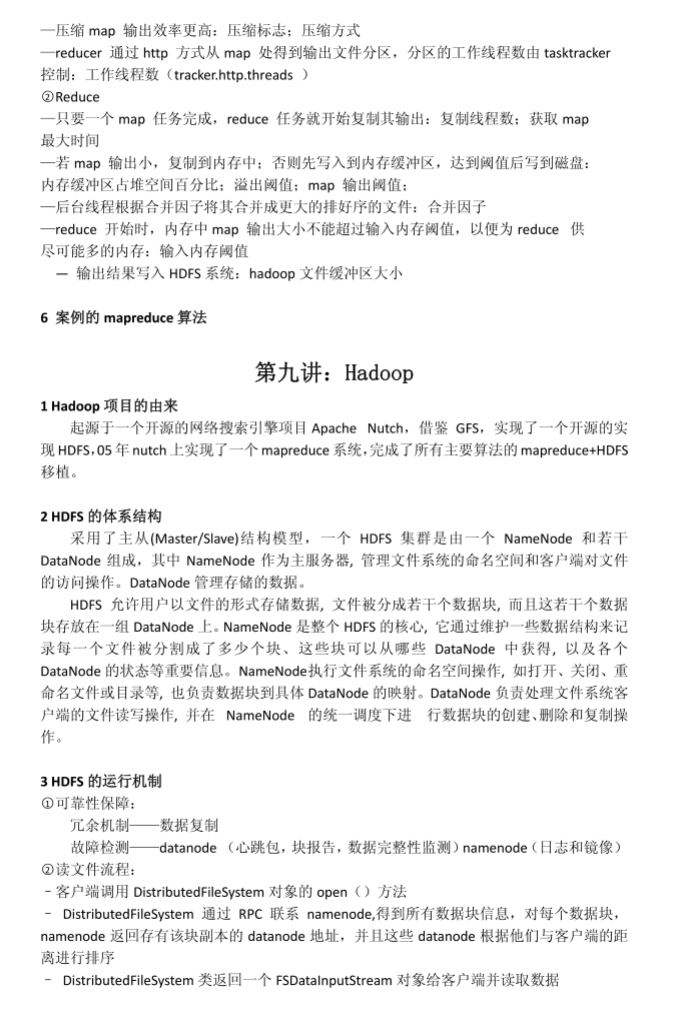 —压缩 map 输出效率更高：压缩标志；压缩方式
—reducer 通过 http 方式从 map 处得到输出文件分区，分区的工作线程数由 tasktracker
控制：工作线程数（tracker.http.threads ）
②Reduce
—只要一个 map 任务完成，reduce 任务就开始复制其输出：复制线程数；获取 map
最大时间
—若 map 输出小，复制到内存中；否则先写入到内存缓冲区，达到阈值后写到磁盘：
内存缓冲区占堆空间百分比；溢出阈值；map 输出阈值；
—后台线程根据合并因子将其合并成更大的排好序的文件：合并因子
—reduce 开始时，内存中 map 输出大小不能超过输入内存阈值，以便为 reduce 供
尽可能多的内存：输入内存阈值
— 输出结果写入 HDFS 系统：hadoop 文件缓冲区大小
6 案例的 mapreduce 算法
第九讲：Hadoop
1 Hadoop 项目的由来
起源于一个开源的网络搜索引擎项目 Apache Nutch，借鉴 GFS，实现了一个开源的实
现 HDFS，05 年 nutch 上实现了一个 mapreduce 系统，完成了所有主要算法的 mapreduce+HDFS
移植。
2 HDFS 的体系结构
采用了主从(Master/Slave)结构模型，一个 HDFS 集群是由一个 NameNode 和若干
DataNode 组成，其中 NameNode 作为主服务器, 管理文件系统的命名空间和客户端对文件
的访问操作。DataNode 管理存储的数据。
HDFS 允许用户以文件的形式存储数据, 文件被分成若干个数据块, 而且这若干个数据
块存放在一组 DataNode 上。NameNode 是整个 HDFS 的核心, 它通过维护一些数据结构来记
录每一个文件被分割成了多少个块、这些块可以从哪些 DataNode 中获得, 以及各个
DataNode 的状态等重要信息。NameNode执行文件系统的命名空间操作, 如打开、关闭、重
命名文件或目录等, 也负责数据块到具体 DataNode 的映射。DataNode 负责处理文件系统客
户端的文件读写操作, 并在 NameNode 的统一调度下进 行数据块的创建、删除和复制操
作。
3 HDFS 的运行机制
①可靠性保障：
冗余机制——数据复制
故障检测——datanode （心跳包，块报告，数据完整性监测）namenode（日志和镜像）
②读文件流程：
– 客户端调用 DistributedFileSystem 对象的 open（）方法
– DistributedFileSystem 通过 RPC 联系 namenode,得到所有数据块信息，对每个数据块，
namenode 返回存有该块副本的 datanode 地址，并且这些 datanode 根据他们与客户端的距
离进行排序
– DistributedFileSystem 类返回一个 FSDataInputStream 对象给客户端并读取数据